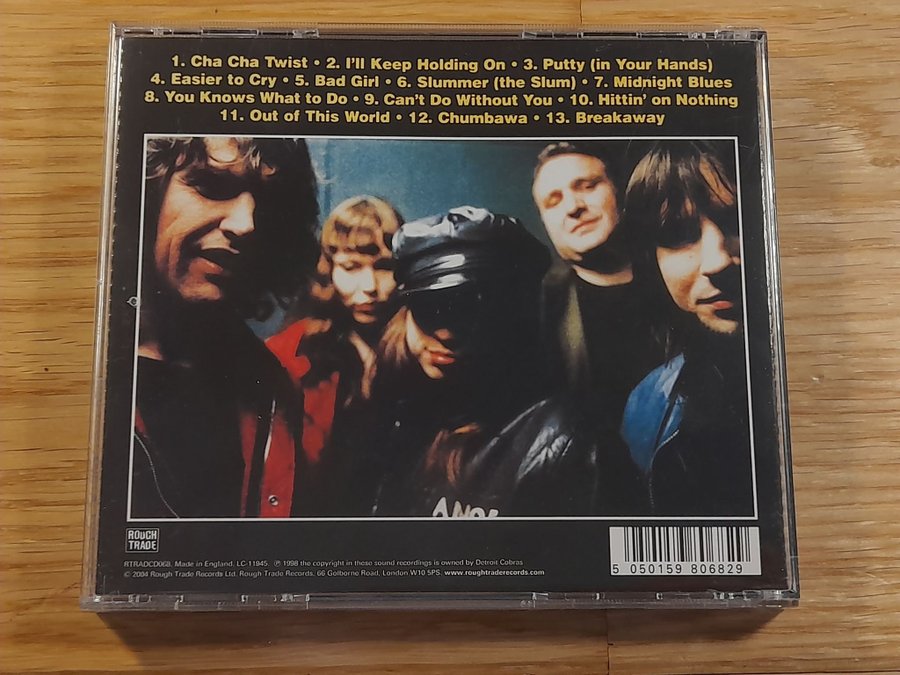 1. Cha Cha Twist • 2. I'll Keep Holding On • 3. Putty (in Your Hands)
4. Easier to Cry • 5. Bad Girl • 6. Slummer (the Slum) • 7. Midnight Blues
8. You Knows What to Do • 9. Can't Do Without You • 10. Hittin' on Nothing
11. Out of This World • 12. Chumbawa • 13. Breakaway
ROUGH
TRADE
RTRADCD068. Made in England. LC-11945. ℗ 1998 the copyright in these sound recordings is owned by Detroit Cobras
© 2004 Rough Trade Records Ltd. Rough Trade Records. 66 Golborne Road, London W10 5PS. www.roughtraderecords.com
5 050159 806829